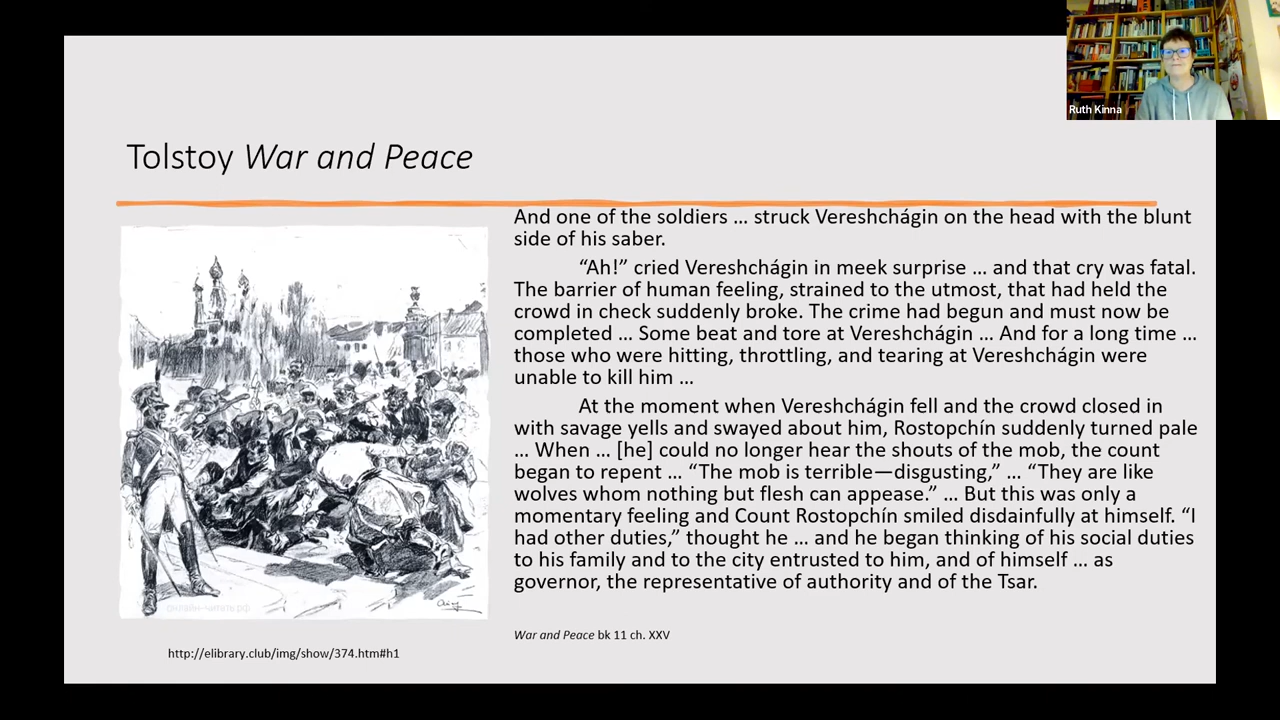 Ruth Kinna
Tolstoy War and Peace
And one of the soldiers … struck Vereshchágin on the head with the blunt
side of his saber.
“Ah!” cried Vereshchágin in meek surprise … and that cry was fatal.
The barrier of human feeling, strained to the utmost, that had held the
crowd in check suddenly broke. The crime had begun and must now be
completed … Some beat and tore at Vereshchágin … And for a long time …
those who were hitting, throttling, and tearing at Vereshchágin were
unable to kill him …
At the moment when Vereshchágin fell and the crowd closed in
with savage yells and swayed about him, Rostopchín suddenly turned pale
… When … [he] could no longer hear the shouts of the mob, the count
began to repent … “The mob is terrible—disgusting,” … “They are like
wolves whom nothing but flesh can appease.” … But this was only a
momentary feeling and Count Rostopchín smiled disdainfully at himself. “I
had other duties,” thought he … and he began thinking of his social duties
to his family and to the city entrusted to him, and of himself … as
governor, the representative of authority and of the Tsar.
War and Peace bk 11 ch. XXV
онлайн-читать.рф
http://elibrary.club/img/show/374.htm#h1